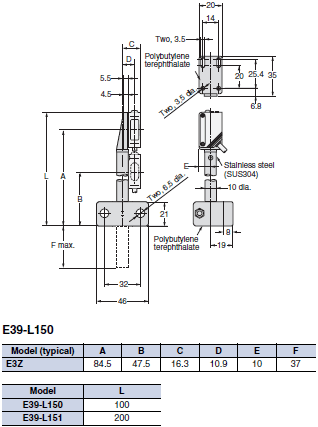 20
14
Two, 3.5
Polybutylene
terephthalate
C
D
5.5
4.5
20
25.4
35
6.8
Two, 3.5 dia.
E
Stainless steel
(SUS304)
10 dia.
L
A
B
Two, 6.5 dia.
21
F max.
Polybutylene
terephthalate
8
19
32
46
E39-L150
Model (typical) A B C D E F
E3Z 84.5 47.5 16.3 10.9 10 37
Model L
E39-L150 100
E39-L151 200